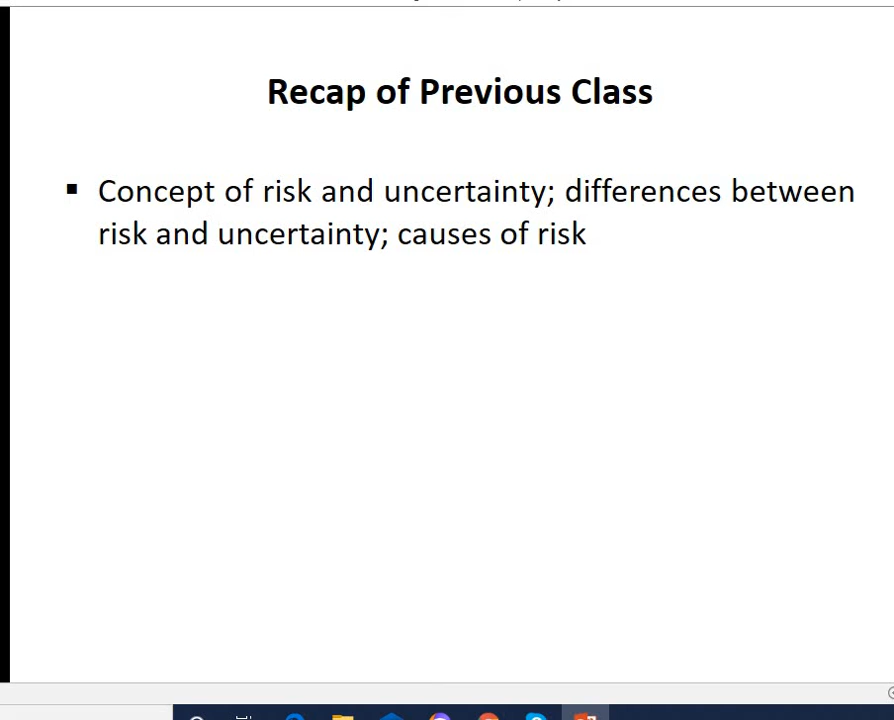 Recap of Previous Class
▪ Concept of risk and uncertainty; differences between
risk and uncertainty; causes of risk